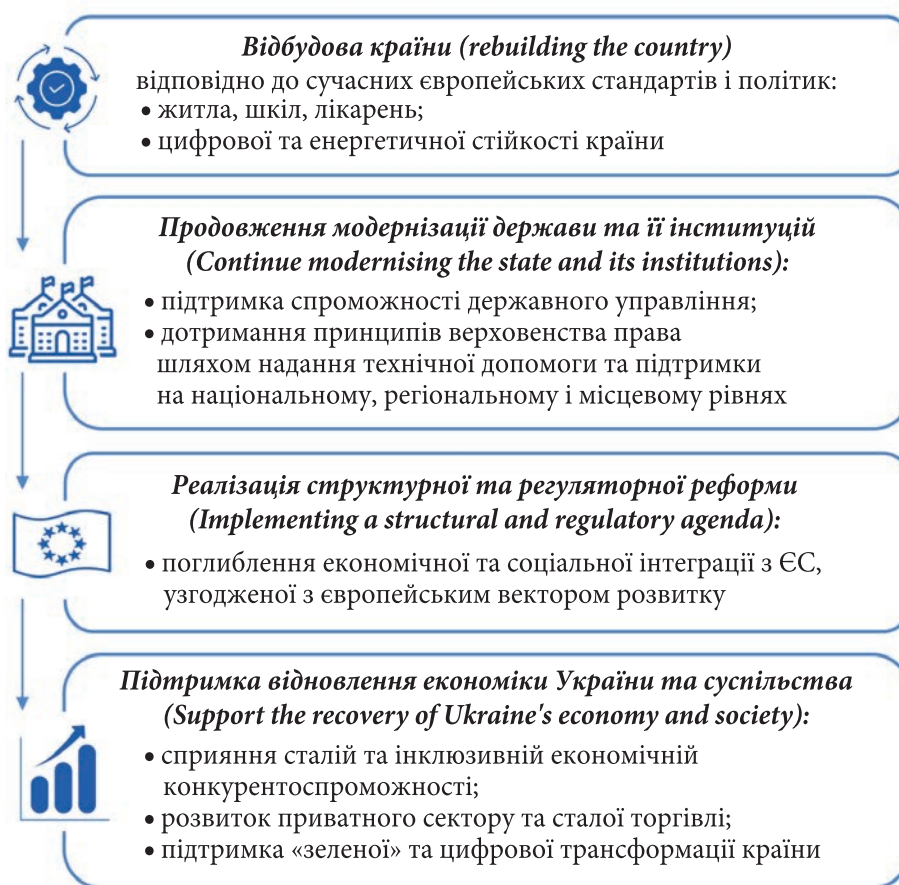 Відбудова країни (rebuilding the country)
відповідно до сучасних європейських стандартів і політик:
• житла, шкіл, лікарень;
• цифрової та енергетичної стійкості країни
Продовження модернізації держави та її інституцій
(Continue modernising the state and its institutions):
• підтримка спроможності державного управління;
• дотримання принципів верховенства права
шляхом надання технічної допомоги та підтримки
на національному, регіональному і місцевому рівнях
Реалізація структурної та регуляторної реформи
(Implementing a structural and regulatory agenda):
• поглиблення економічної та соціальної інтеграції з ЄС,
узгодженої з європейським вектором розвитку
Підтримка відновлення економіки України та суспільства
(Support the recovery of Ukraine's economy and society):
• сприяння сталій та інклюзивній економічній
конкурентоспроможності;
• розвиток приватного сектору та сталої торгівлі;
• підтримка «зеленої» та цифрової трансформації країни